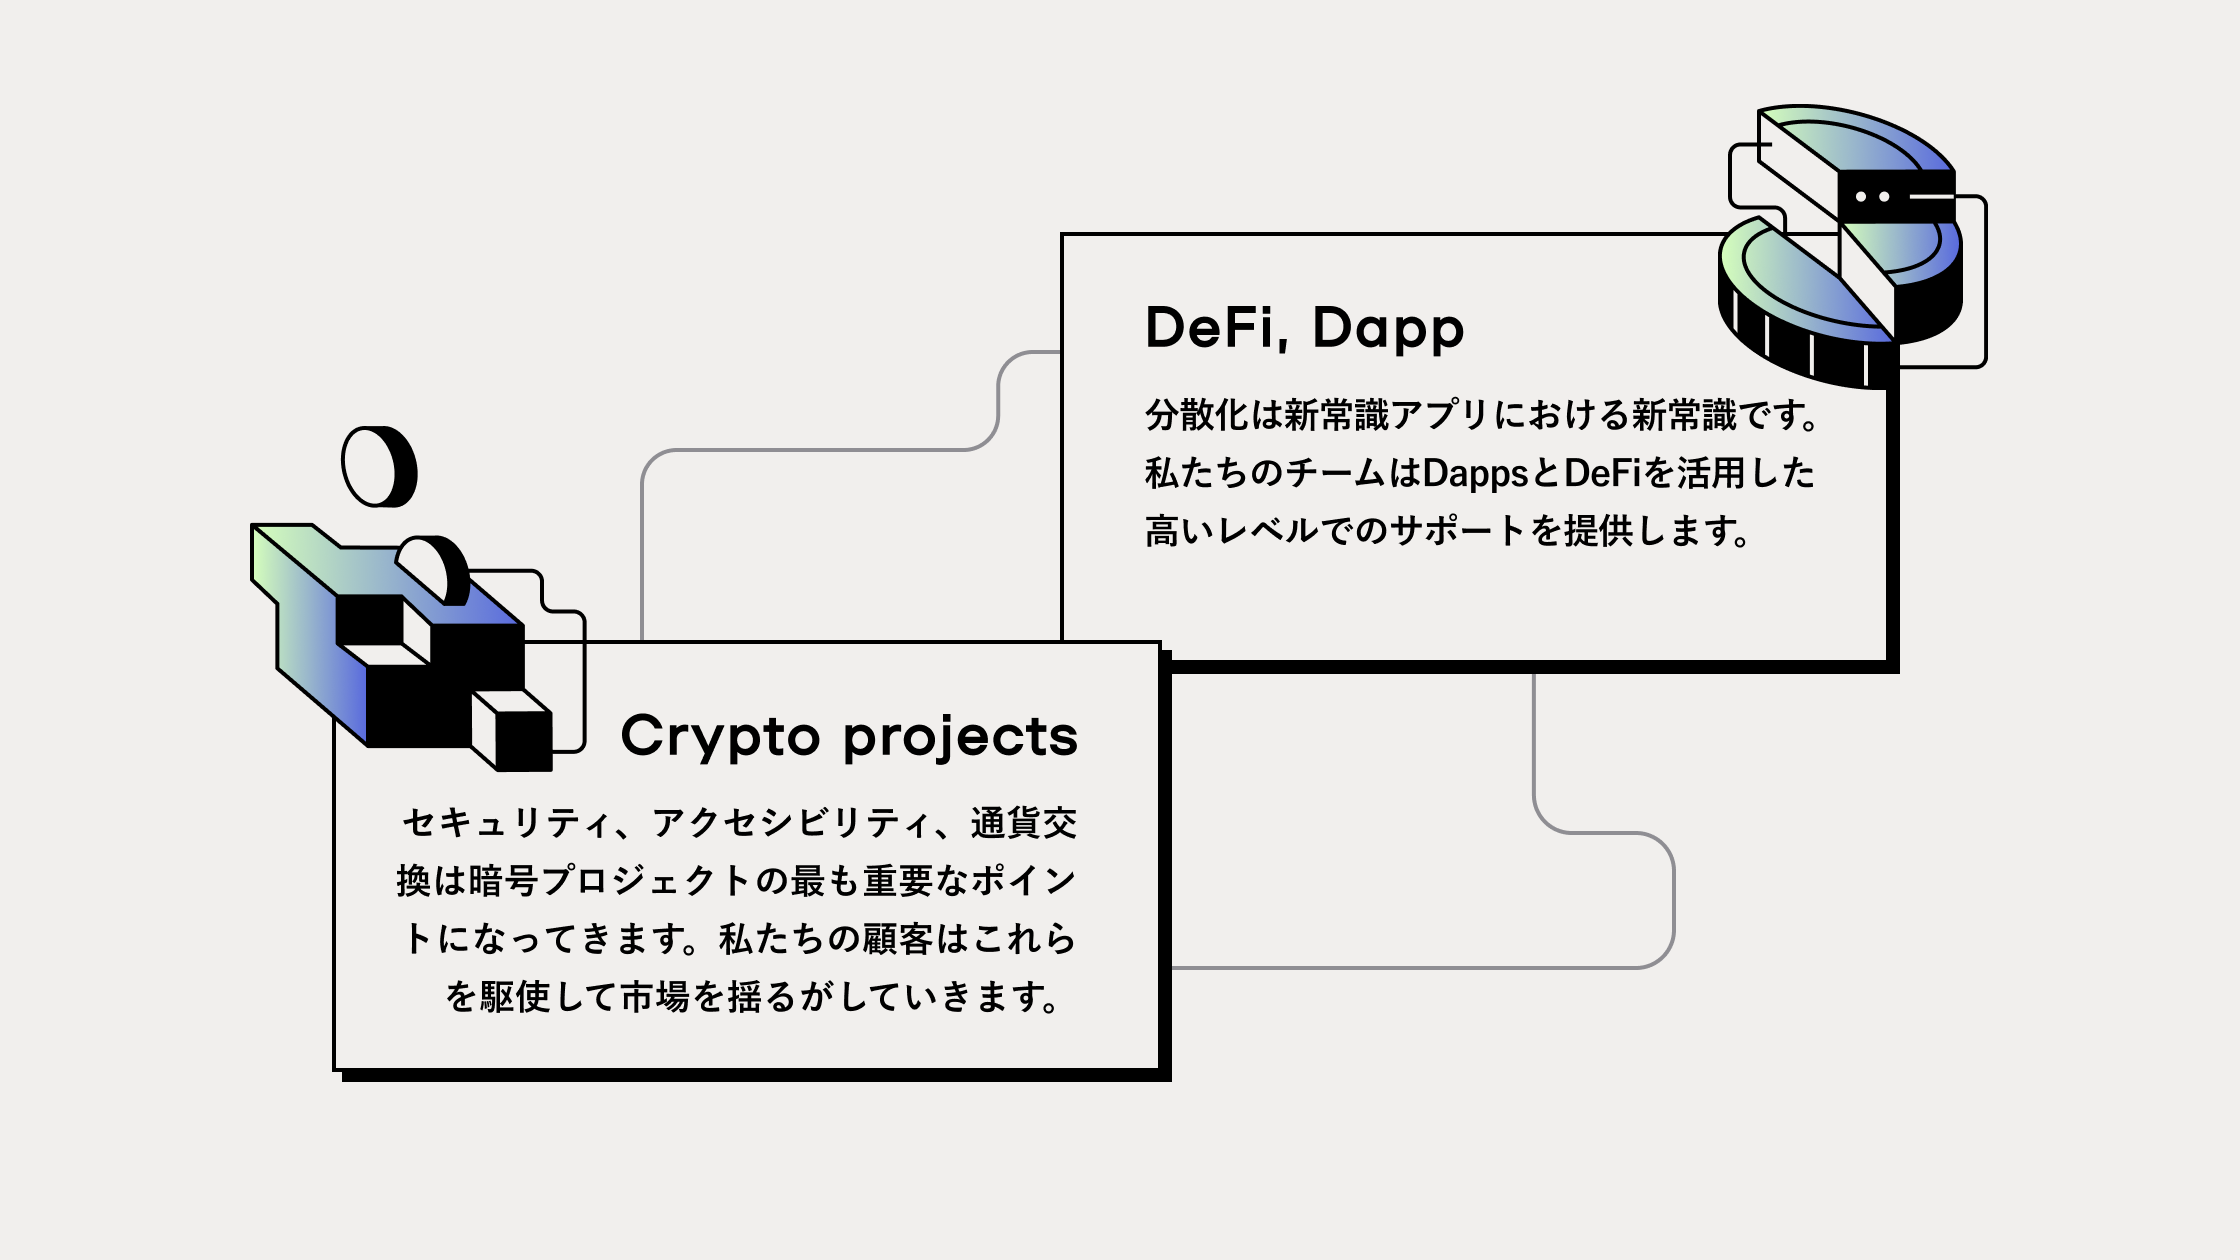 DeFi, Dapp
分散化は新常識アプリにおける新常識です。
私たちのチームはDappsとDeFiを活用した
高いレベルでのサポートを提供します。
Crypto projects
セキュリティ、アクセシビリティ、通貨交
換は暗号プロジェクトの最も重要なポイン
トになってきます。私たちの顧客はこれら
を駆使して市場を揺るがしていきます。